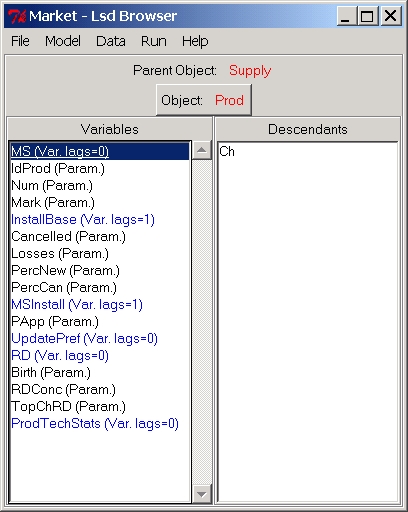 Market - Lsd Browser
File Model Data Run Help
Parent Object: Supply
Object: Prod
Variables
MS (Var. lags=0)
IdProd (Param.)
Num (Param.)
Mark (Param.)
InstallBase (Var. lags=1)
Cancelled (Param.)
Losses (Param.)
PercNew (Param.)
PercCan (Param.)
MSInstall (Var. lags=1)
PApp (Param.)
UpdatePref (Var. lags=0)
RD (Var. lags=0)
Birth (Param.)
RDConc (Param.)
TopChRD (Param.)
ProdTechStats (Var. lags=0)
Descendants
Ch